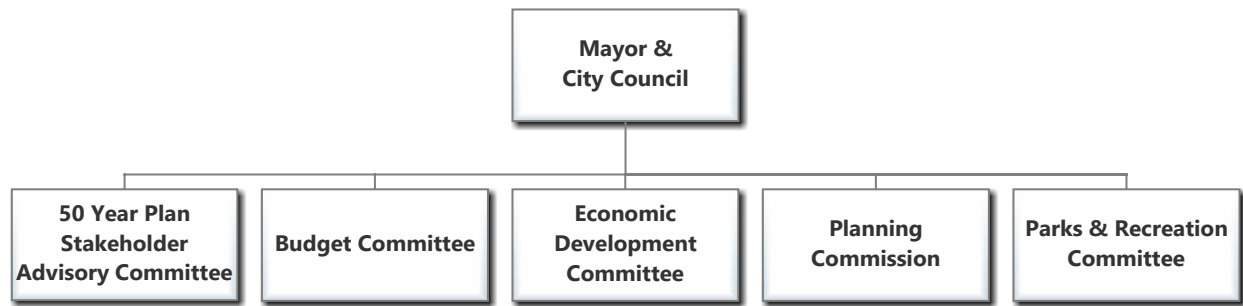 Mayor &
City Council
50 Year Plan
Stakeholder
Advisory Committee
Budget Committee
Economic
Development
Committee
Planning
Commission
Parks & Recreation
Committee